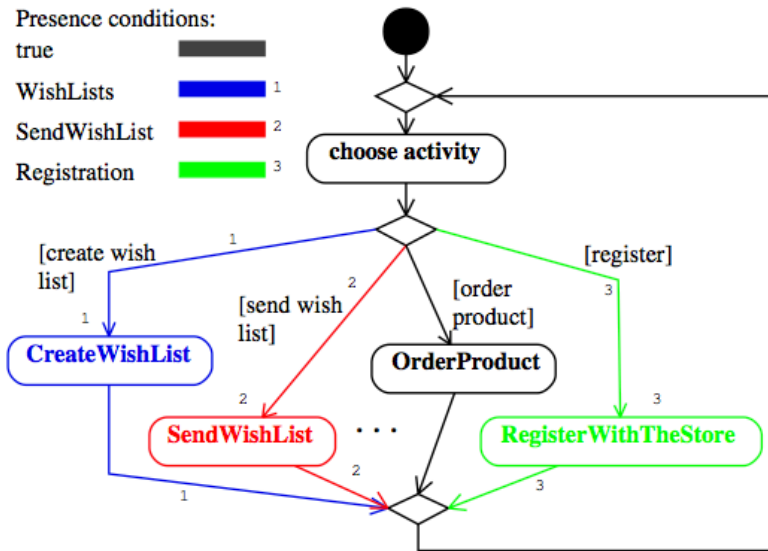 Presence conditions:
true
WishLists 1
SendWishList 2
Registration 3
choose activity
[create wish
list]
1
[send wish
list]
2
[order
product]
[register]
3
1
CreateWishList
OrderProduct
2
SendWishList
. . .
3
RegisterWithTheStore
1
2
3